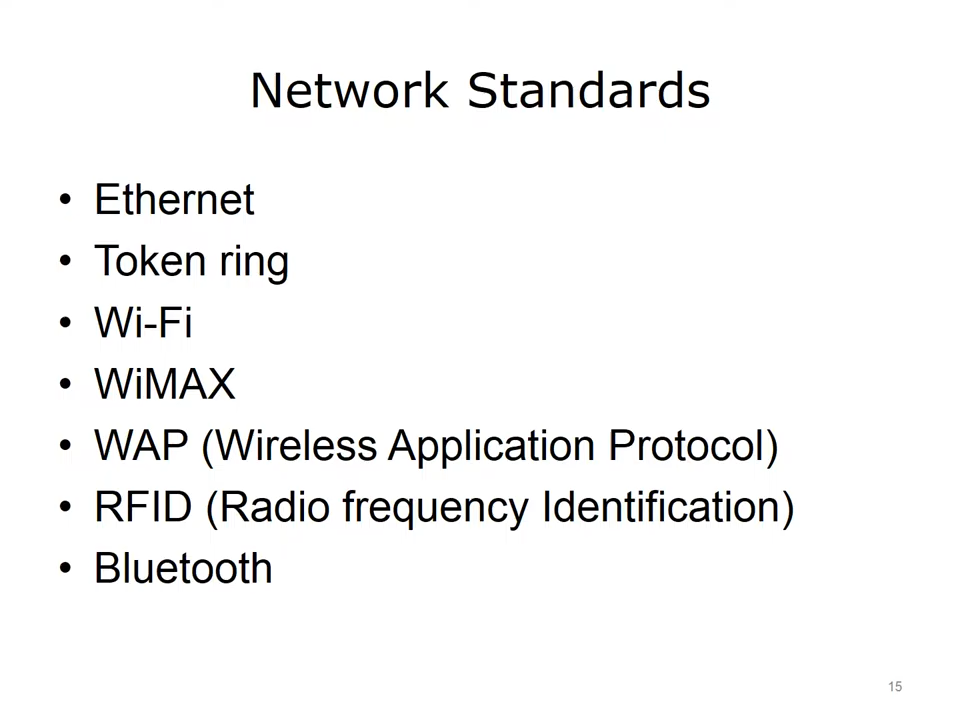 Network Standards
• Ethernet
• Token ring
• Wi-Fi
• WiMAX
• WAP (Wireless Application Protocol)
• RFID (Radio frequency Identification)
• Bluetooth
15